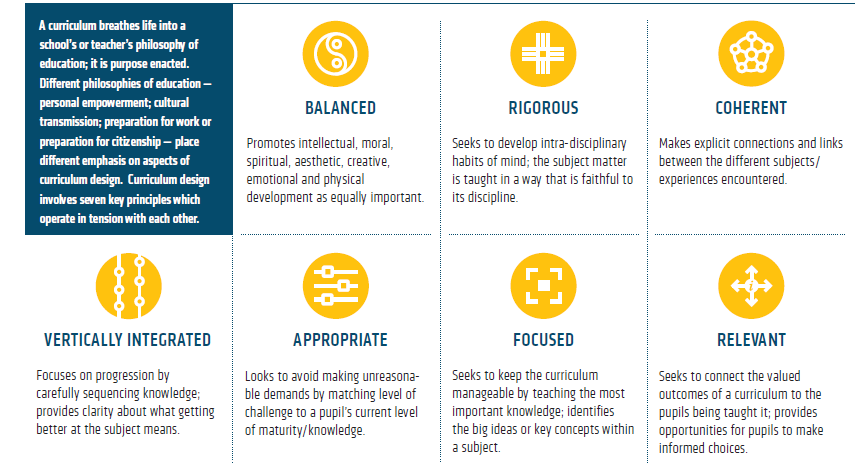 A curriculum breathes life into a
school's or teacher's philosophy of
education; it is purpose enacted.
Different philosophies of education –
personal empowerment; cultural
transmission; preparation for work or
preparation for citizenship – place
different emphasis on aspects of
curriculum design. Curriculum design
involves seven key principles which
operate in tension with each other.
BALANCED
Promotes intellectual, moral,
spiritual, aesthetic, creative,
emotional and physical
development as equally important.
RIGOROUS
Seeks to develop intra-disciplinary
habits of mind; the subject matter
is taught in a way that is faithful to
its discipline.
COHERENT
Makes explicit connections and links
between the different subjects/
experiences encountered.
VERTICALLY INTEGRATED
Focuses on progression by
carefully sequencing knowledge;
provides clarity about what getting
better at the subject means.
APPROPRIATE
Looks to avoid making unreasona-
ble demands by matching level of
challenge to a pupil's current level
of maturity/knowledge.
FOCUSED
Seeks to keep the curriculum
manageable by teaching the most
important knowledge; identifies
the big ideas or key concepts within
a subject.
RELEVANT
Seeks to connect the valued
outcomes of a curriculum to the
pupils being taught it; provides
opportunities for pupils to make
informed choices.